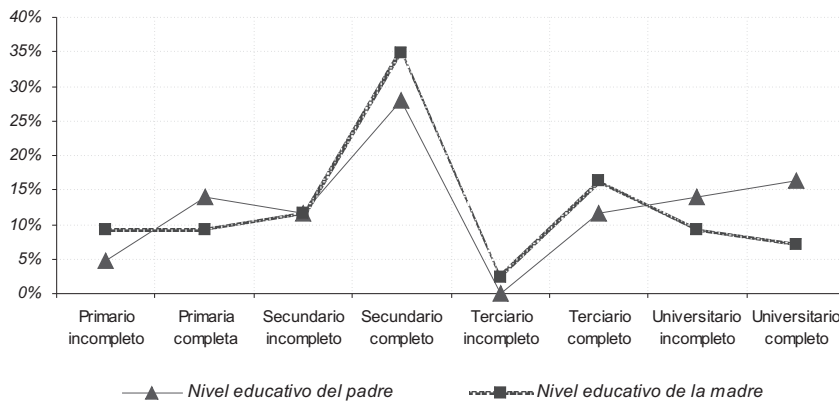 40%
35%
30%
25%
20%
15%
10%
5%
0%
Primario incompleto
Primaria completa
Secundario incompleto
Secundario completo
Terciario incompleto
Terciario completo
Universitario incompleto
Universitario completo
Nivel educativo del padre
Nivel educativo de la madre